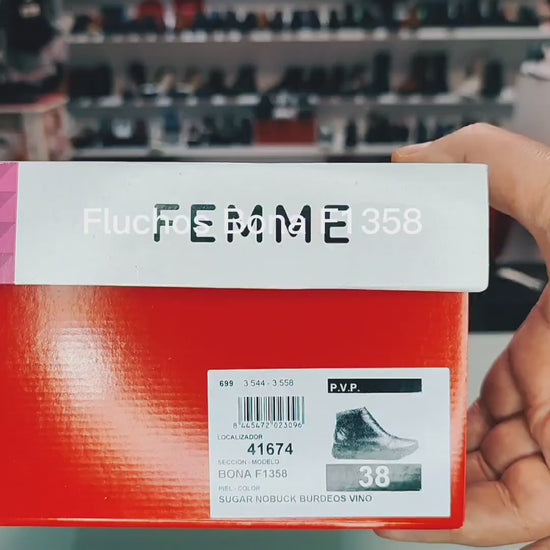 FEMME
Fluchos Bona F1358
699 3 544 - 3 558
P.V.P.
8 445472 023096
LOCALIZADOR
41674
SECCION - MODELO
BONA F1358
38
PIEL - COLOR
SUGAR NOBUCK BURDEOS VINO